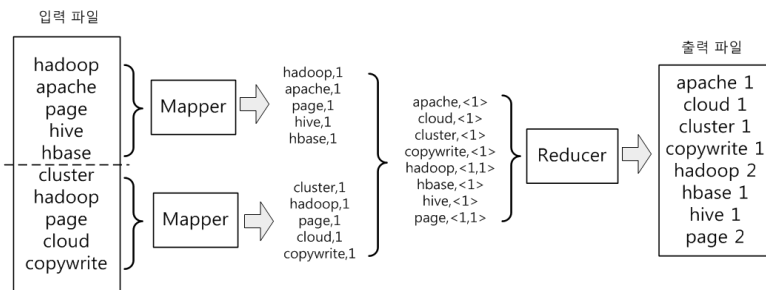 입력 파일
hadoop
apache
page
hive
hbase
cluster
hadoop
page
cloud
copywrite
Mapper
Mapper
hadoop,1
apache,1
page,1
hive,1
hbase,1
cluster,1
hadoop,1
page,1
cloud,1
copywrite,1
apache,<1>
cloud,<1>
cluster,<1>
copywrite,<1>
hadoop,<1,1>
hbase,<1>
hive,<1>
page,<1,1>
Reducer
출력 파일
apache 1
cloud 1
cluster 1
copywrite 1
hadoop 2
hbase 1
hive 1
page 2